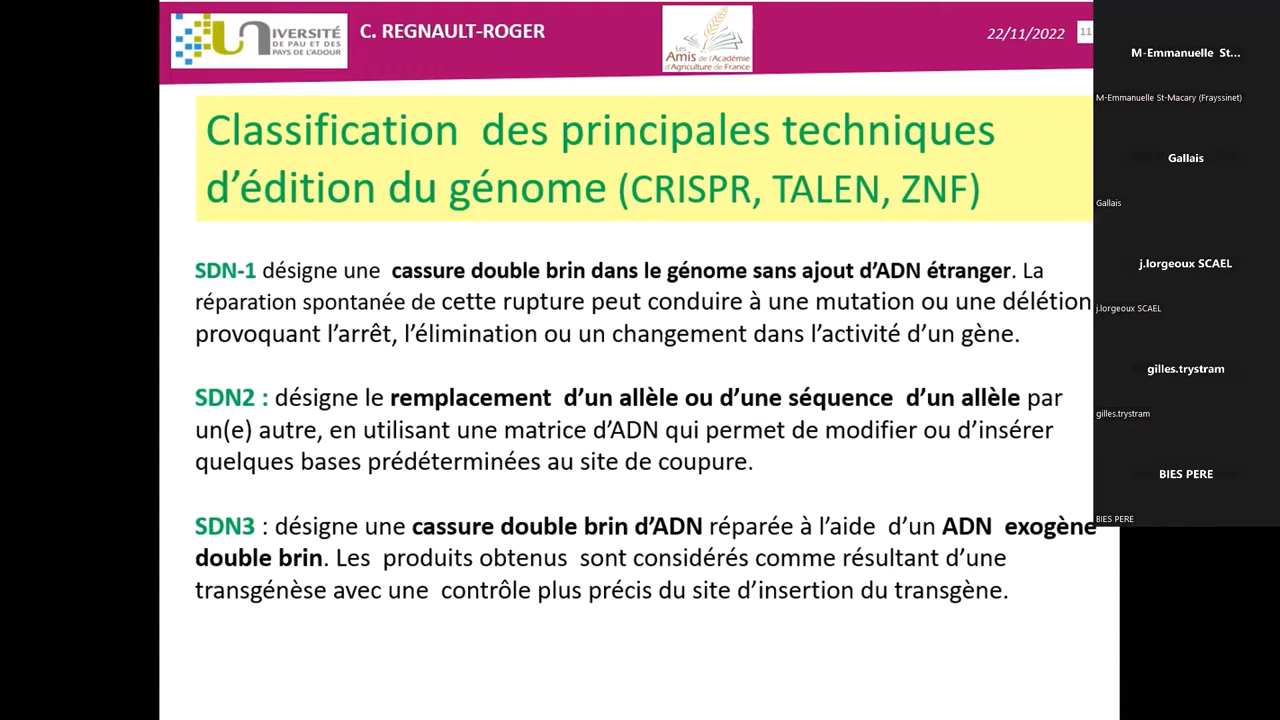 UNIVERSITÉ
DE PAU ET DES
PAYS DE L'ADOUR
C. REGNAULT-ROGER
Les
Amis de l'Académie
d'Agriculture de France
22/11/2022
11
Classification des principales techniques
d'édition du génome (CRISPR, TALEN, ZNF)
SDN-1 désigne une cassure double brin dans le génome sans ajout d'ADN étranger. La
réparation spontanée de cette rupture peut conduire à une mutation ou une délétion
provoquant l'arrêt, l'élimination ou un changement dans l'activité d'un gène.
SDN2 : désigne le remplacement d'un allèle ou d'une séquence d'un allèle par
un(e) autre, en utilisant une matrice d'ADN qui permet de modifier ou d'insérer
quelques bases prédéterminées au site de coupure.
SDN3 : désigne une cassure double brin d'ADN réparée à l'aide d'un ADN exogène
double brin. Les produits obtenus sont considérés comme résultant d'une
transgénèse avec une contrôle plus précis du site d'insertion du transgène.
M-Emmanuelle St...
M-Emmanuelle St-Macary (Frayssinet)
Gallais
Gallais
j.lorgeoux SCAEL
j.lorgeoux SCAEL
gilles.trystram
gilles.trystram
BIES PERE
BIES PERE